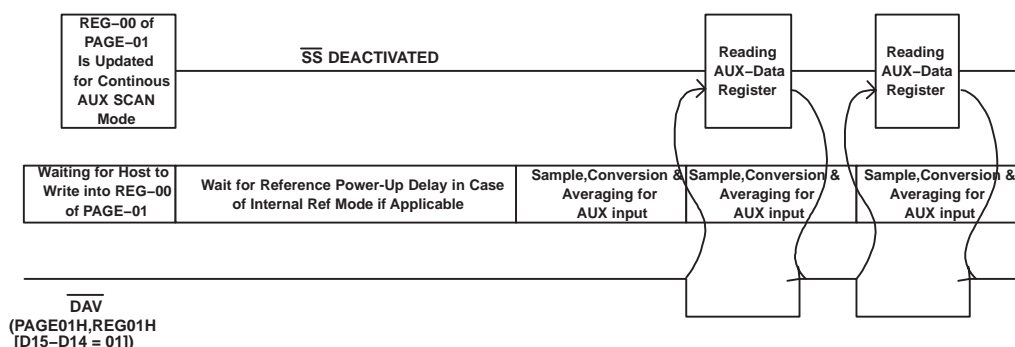 REG–00 of
PAGE–01
Is Updated
for Continous
AUX SCAN
Mode
SS DEACTIVATED
Reading
AUX–Data
Register
Reading
AUX–Data
Register
Waiting for Host to
Write into REG–00
of PAGE–01
Wait for Reference Power-Up Delay in Case
of Internal Ref Mode if Applicable
Sample,Conversion &
Averaging for
AUX input
Sample,Conversion &
Averaging for
AUX input
Sample,Conversion &
Averaging for
AUX input
DAV
(PAGE01H,REG01H
[D15–D14 = 01])